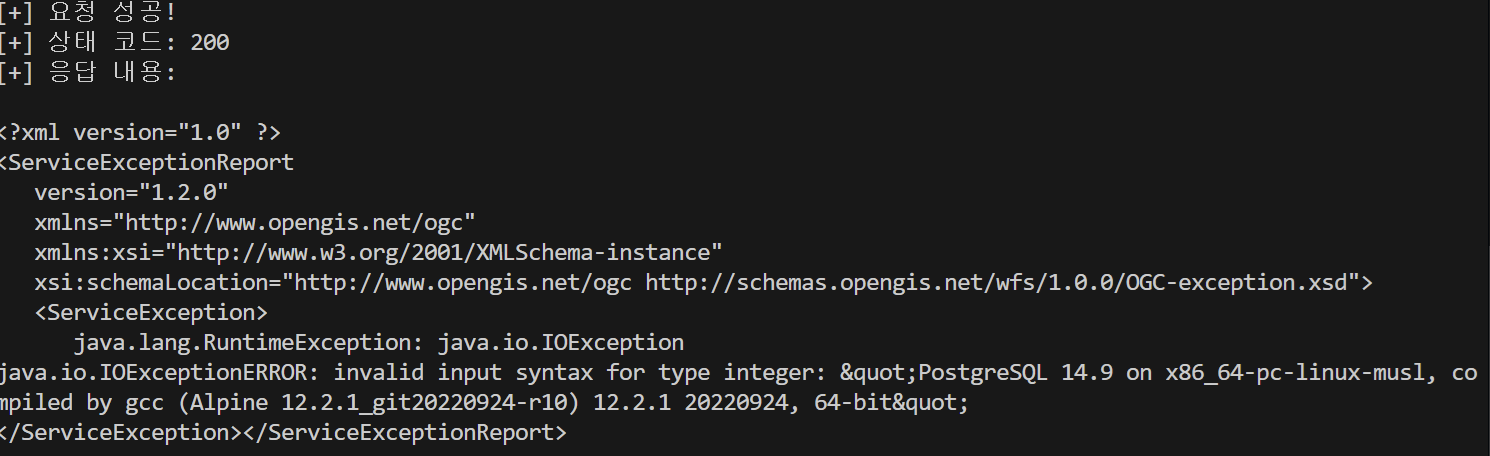 [+] 요청 성공!
[+] 상태 코드: 200
[+] 응답 내용:
<?xml version="1.0" ?>
<ServiceExceptionReport
version="1.2.0"
xmlns="http://www.opengis.net/ogc"
xmlns:xsi="http://www.w3.org/2001/XMLSchema-instance"
xsi:schemaLocation="http://www.opengis.net/ogc http://schemas.opengis.net/wfs/1.0.0/OGC-exception.xsd">
<ServiceException>
java.lang.RuntimeException: java.io.IOException
java.io.IOExceptionERROR: invalid input syntax for type integer: &quot;PostgreSQL 14.9 on x86_64-pc-linux-musl, co
mpiled by gcc (Alpine 12.2.1_git20220924-r10) 12.2.1 20220924, 64-bit&quot;
</ServiceException></ServiceExceptionReport>